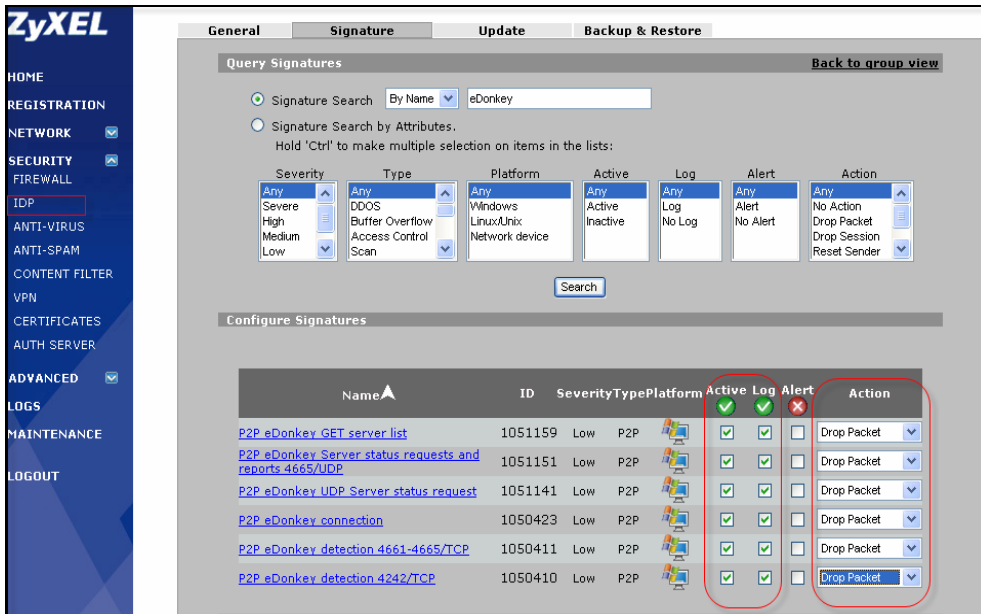 ZyXEL
HOME
REGISTRATION
NETWORK
SECURITY
FIREWALL
IDP
ANTI-VIRUS
ANTI-SPAM
CONTENT FILTER
VPN
CERTIFICATES
AUTH SERVER
ADVANCED
LOGS
MAINTENANCE
LOGOUT
General Signature Update Backup & Restore
Query Signatures Back to group view
Signature Search By Name eDonkey
Signature Search by Attributes.
Hold 'Ctrl' to make multiple selection on items in the lists:
Severity Type Platform Active Log Alert Action
Any Any Any Any Any Any Any
Severe DDOS Windows Active Log Alert No Action
High Buffer Overflow Linux/Unix Inactive No Log No Alert Drop Packet
Medium Access Control Network device Drop Session
Low Scan Reset Sender
Search
Configure Signatures
Name ID Severity Type Platform Active Log Alert Action
P2P eDonkey GET server list 1051159 Low P2P Drop Packet
P2P eDonkey Server status requests and
reports 4665/UDP 1051151 Low P2P Drop Packet
P2P eDonkey UDP Server status request 1051141 Low P2P Drop Packet
P2P eDonkey connection 1050423 Low P2P Drop Packet
P2P eDonkey detection 4661-4665/TCP 1050411 Low P2P Drop Packet
P2P eDonkey detection 4242/TCP 1050410 Low P2P Drop Packet